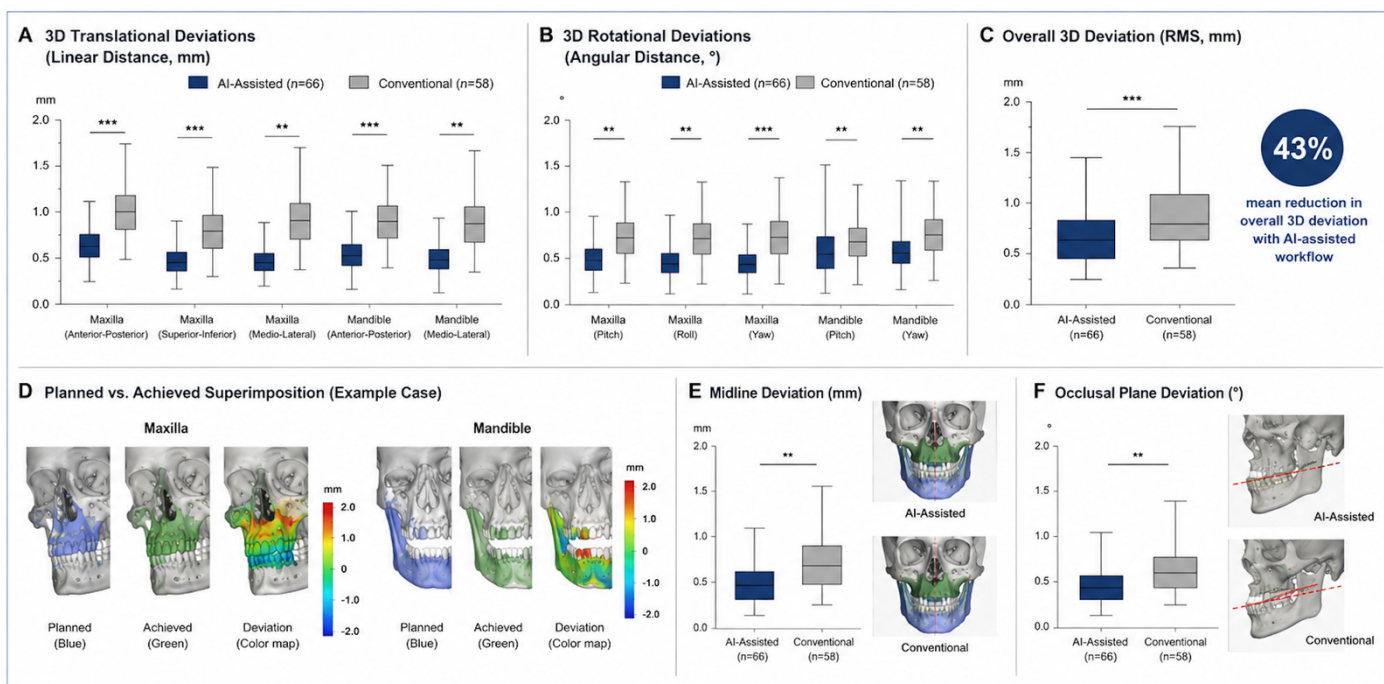 A 3D Translational Deviations
(Linear Distance, mm)
AI-Assisted (n=66) Conventional (n=58)
mm
2.0
1.5
1.0
0.5
0.0
***
***
**
***
**
Maxilla
(Anterior-Posterior)
Maxilla
(Superior-Inferior)
Maxilla
(Medio-Lateral)
Mandible
(Anterior-Posterior)
Mandible
(Medio-Lateral)
B 3D Rotational Deviations
(Angular Distance, °)
AI-Assisted (n=66) Conventional (n=58)
°
2.0
1.5
1.0
0.5
0.0
**
**
***
**
**
Maxilla
(Pitch)
Maxilla
(Roll)
Maxilla
(Yaw)
Mandible
(Pitch)
Mandible
(Yaw)
C Overall 3D Deviation (RMS, mm)
mm
2.0
1.5
1.0
0.5
0.0
***
AI-Assisted
(n=66)
Conventional
(n=58)
43%
mean reduction in
overall 3D deviation
with AI-assisted
workflow
D Planned vs. Achieved Superimposition (Example Case)
Maxilla
Planned
(Blue)
Achieved
(Green)
Deviation
(Color map)
mm
2.0
1.0
0
-1.0
-2.0
Mandible
Planned
(Blue)
Achieved
(Green)
Deviation
(Color map)
mm
2.0
1.0
0
-1.0
-2.0
E Midline Deviation (mm)
mm
2.0
1.5
1.0
0.5
0.0
**
AI-Assisted
(n=66)
Conventional
(n=58)
AI-Assisted
Conventional
F Occlusal Plane Deviation (°)
°
2.0
1.5
1.0
0.5
0.0
**
AI-Assisted
(n=66)
Conventional
(n=58)
AI-Assisted
Conventional